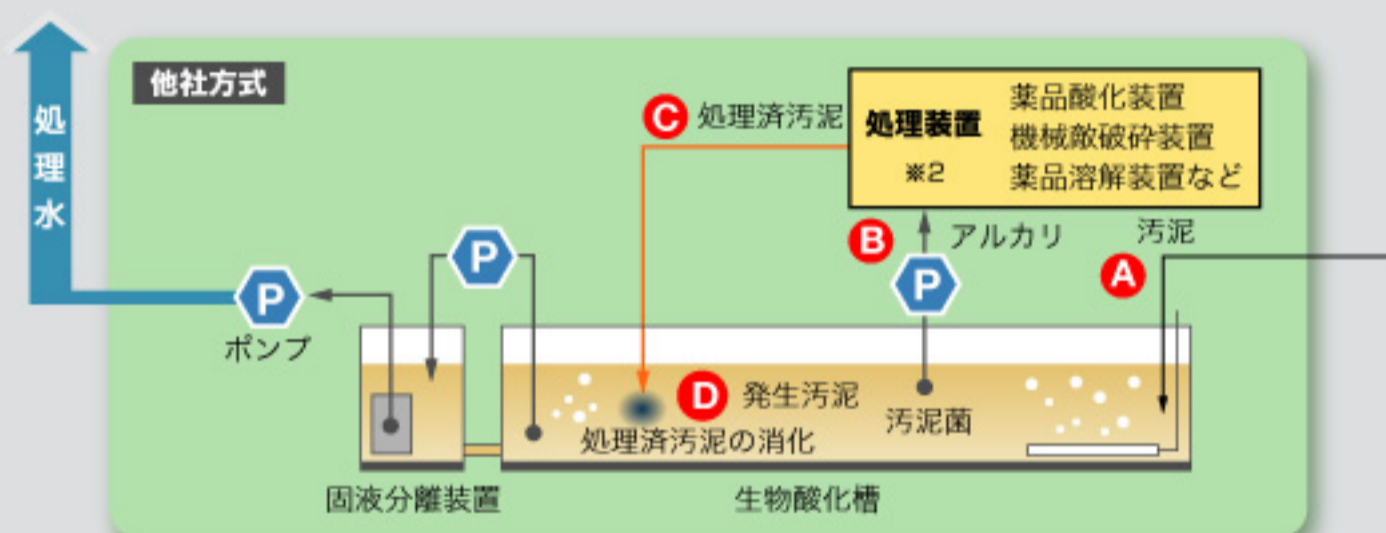 他社方式
処理水
C 処理済汚泥
処理装置
※2
薬品酸化装置
機械敵破砕装置
薬品溶解装置など
B
アルカリ
汚泥
A
P
P
P
ポンプ
D 発生汚泥
処理済汚泥の消化
汚泥菌
固液分離装置
生物酸化槽